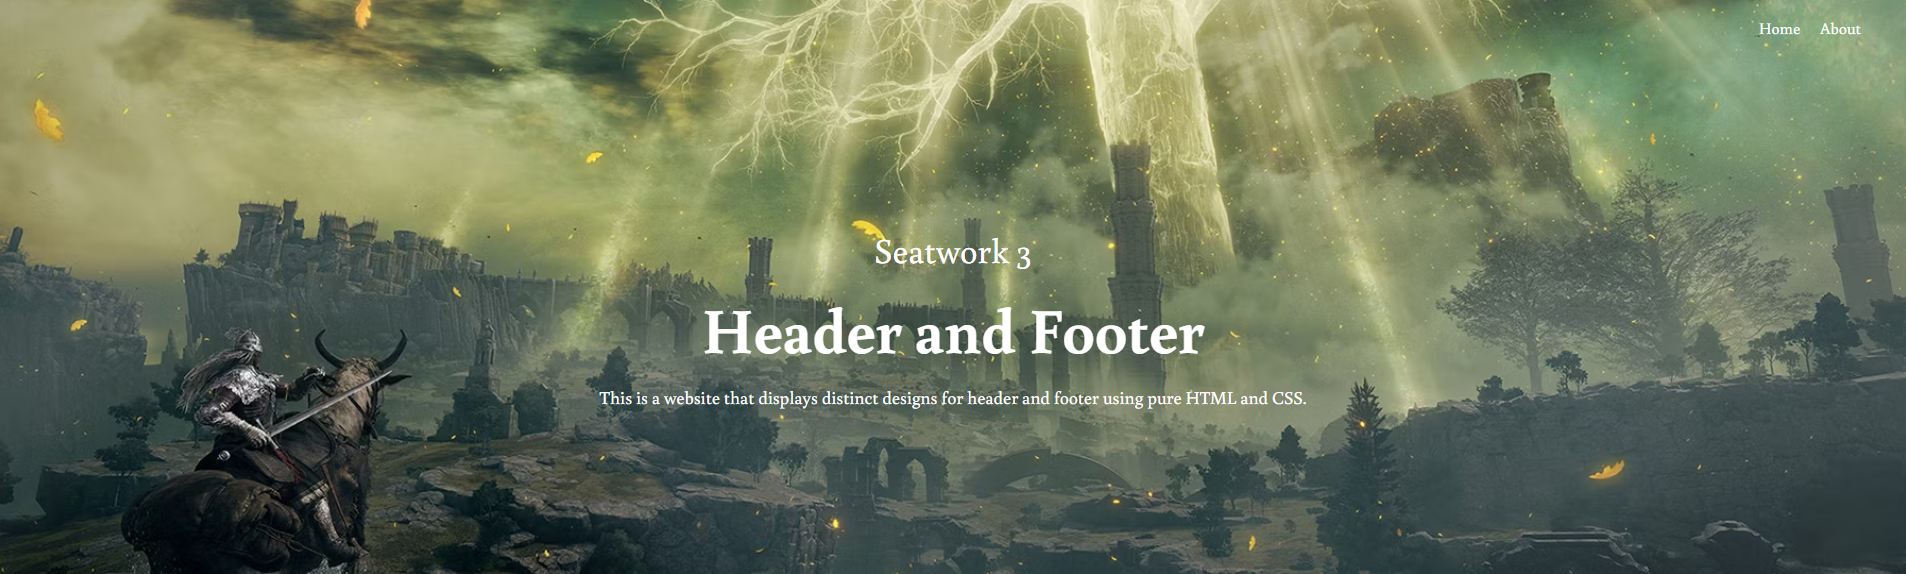 Home About
Seatwork 3
Header and Footer
This is a website that displays distinct designs for header and footer using pure HTML and CSS.